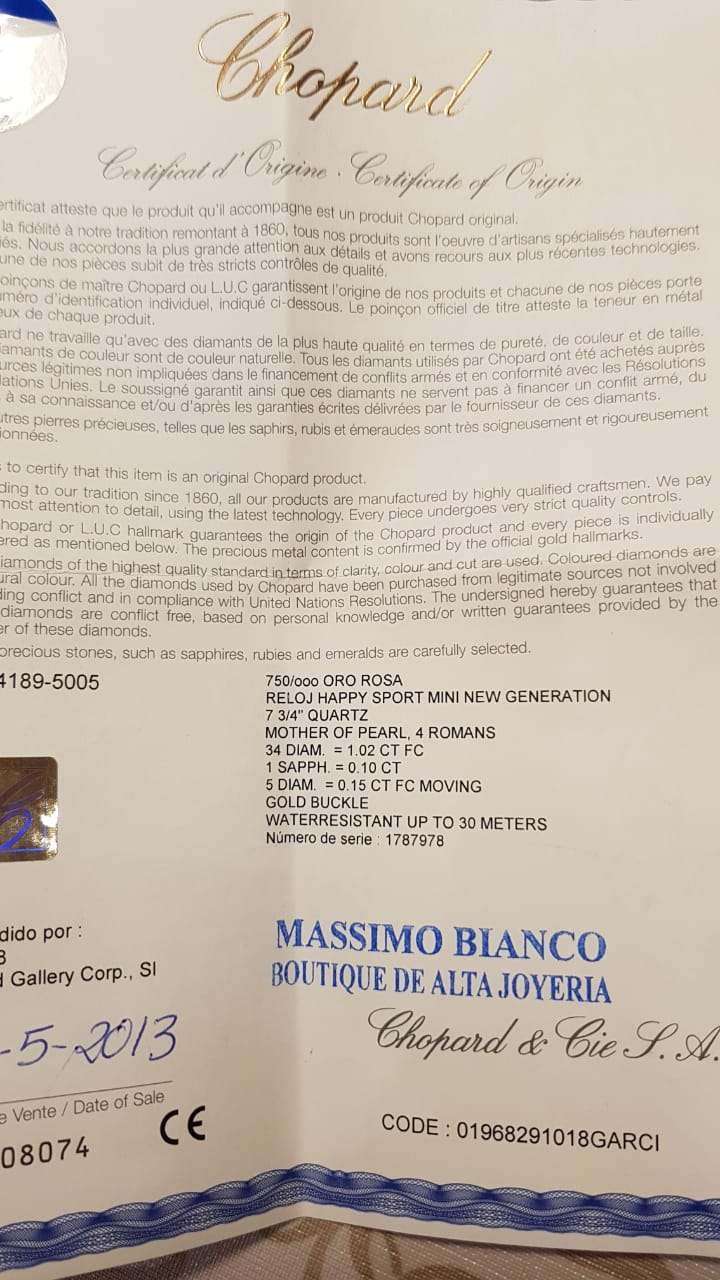 Chopard
Certificat d'Origine . Certificate of Origin
ertificat atteste que le produit qu'il accompagne est un produit Chopard original.
la fidélité à notre tradition remontant à 1860, tous nos produits sont l'oeuvre d'artisans spécialisés hautement
iés. Nous accordons la plus grande attention aux détails et avons recours aux plus récentes technologies.
une de nos pièces subit de très stricts contrôles de qualité.
oinçons de maître Chopard ou L.U.C garantissent l'origine de nos produits et chacune de nos pièces porte
uméro d'identification individuel, indiqué ci-dessous. Le poinçon officiel de titre atteste la teneur en métal
eux de chaque produit.
ard ne travaille qu'avec des diamants de la plus haute qualité en termes de pureté, de couleur et de taille.
iamants de couleur sont de couleur naturelle. Tous les diamants utilisés par Chopard ont été achetés auprès
urces légitimes non impliquées dans le financement de conflits armés et en conformité avec les Résolutions
lations Unies. Le soussigné garantit ainsi que ces diamants ne servent pas à financer un conflit armé, du
à sa connaissance et/ou d'après les garanties écrites délivrées par le fournisseur de ces diamants.
utres pierres précieuses, telles que les saphirs, rubis et émeraudes sont très soigneusement et rigoureusement
ionnées.
to certify that this item is an original Chopard product.
ding to our tradition since 1860, all our products are manufactured by highly qualified craftsmen. We pay
most attention to detail, using the latest technology. Every piece undergoes very strict quality controls.
hopard or L.U.C hallmark guarantees the origin of the Chopard product and every piece is individually
ered as mentioned below. The precious metal content is confirmed by the official gold hallmarks.
iamonds of the highest quality standard in terms of clarity, colour and cut are used. Coloured diamonds are
ural colour. All the diamonds used by Chopard have been purchased from legitimate sources not involved
ding conflict and in compliance with United Nations Resolutions. The undersigned hereby guarantees that
diamonds are conflict free, based on personal knowledge and/or written guarantees provided by the
er of these diamonds.
precious stones, such as sapphires, rubies and emeralds are carefully selected.
4189-5005
750/ooo ORO ROSA
RELOJ HAPPY SPORT MINI NEW GENERATION
7 3/4" QUARTZ
MOTHER OF PEARL, 4 ROMANS
34 DIAM. = 1.02 CT FC
1 SAPPH. = 0.10 CT
5 DIAM. = 0.15 CT FC MOVING
GOLD BUCKLE
WATERRESISTANT UP TO 30 METERS
Número de serie : 1787978
dido por :
3
d Gallery Corp., Sl
MASSIMO BIANCO
BOUTIQUE DE ALTA JOYERIA
-5-2013
Chopard & Cie S.A.
e Vente / Date of Sale
08074
CE
CODE : 01968291018GARCI